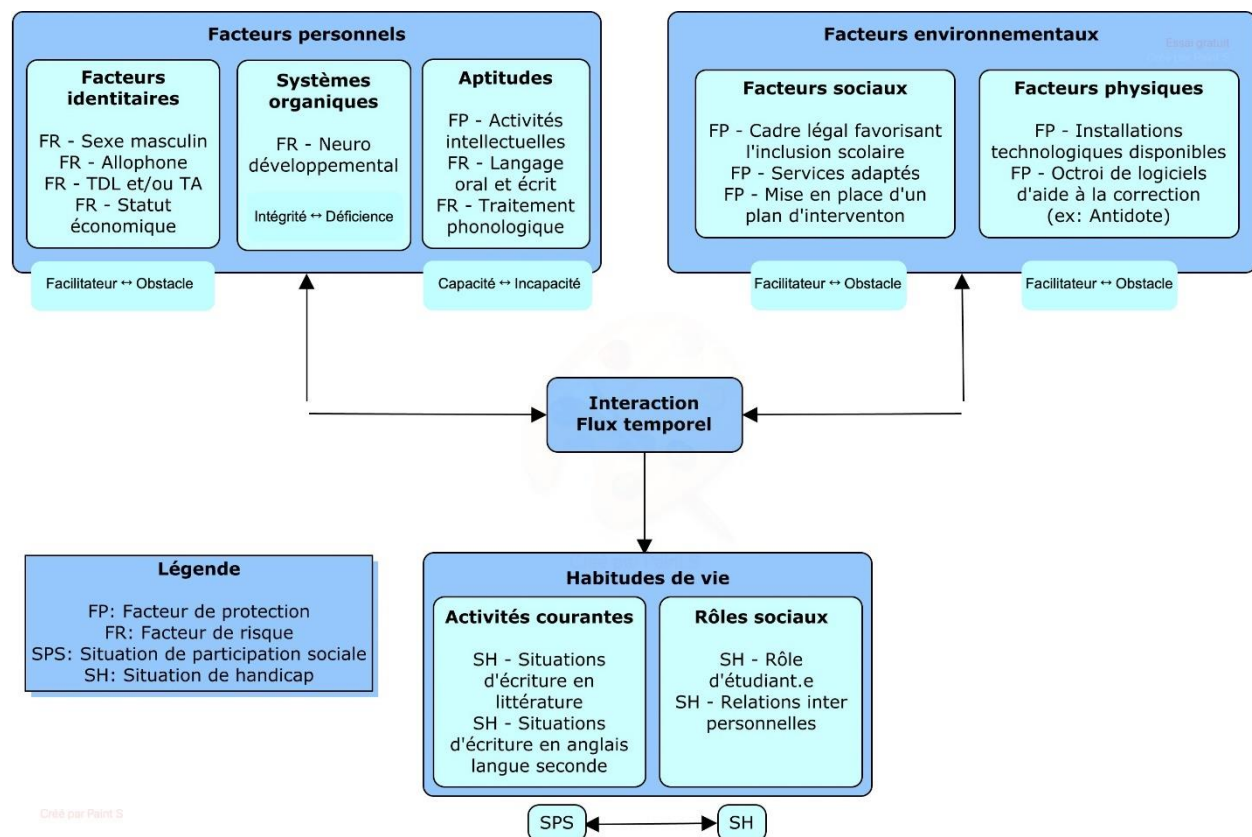 Facteurs personnels
Facteurs
identitaires
FR - Sexe masculin
FR - Allophone
FR - TDL et/ou TA
FR - Statut
économique
Systèmes
organiques
FR - Neuro
développemental
Intégrité ↔ Déficience
Aptitudes
FP - Activités
intellectuelles
FR - Langage
oral et écrit
FR - Traitement
phonologique
Facilitateur ↔ Obstacle
Capacité ↔ Incapacité
Facteurs environnementaux
Essai gratuit
Facteurs sociaux
FP - Cadre légal favorisant
l'inclusion scolaire
FP - Services adaptés
FP - Mise en place d'un
plan d'interventon
Facteurs physiques
FP - Installations
technologiques disponibles
FP - Octroi de logiciels
d'aide à la correction
(ex: Antidote)
Facilitateur ↔ Obstacle
Facilitateur ↔ Obstacle
Interaction
Flux temporel
Légende
FP: Facteur de protection
FR: Facteur de risque
SPS: Situation de participation sociale
SH: Situation de handicap
Habitudes de vie
Activités courantes
SH - Situations
d'écriture en
littérature
SH - Situations
d'écriture en anglais
langue seconde
Rôles sociaux
SH - Rôle
d'étudiant.e
SH - Relations inter
personnelles
SPS
SH
Créé par Paint S